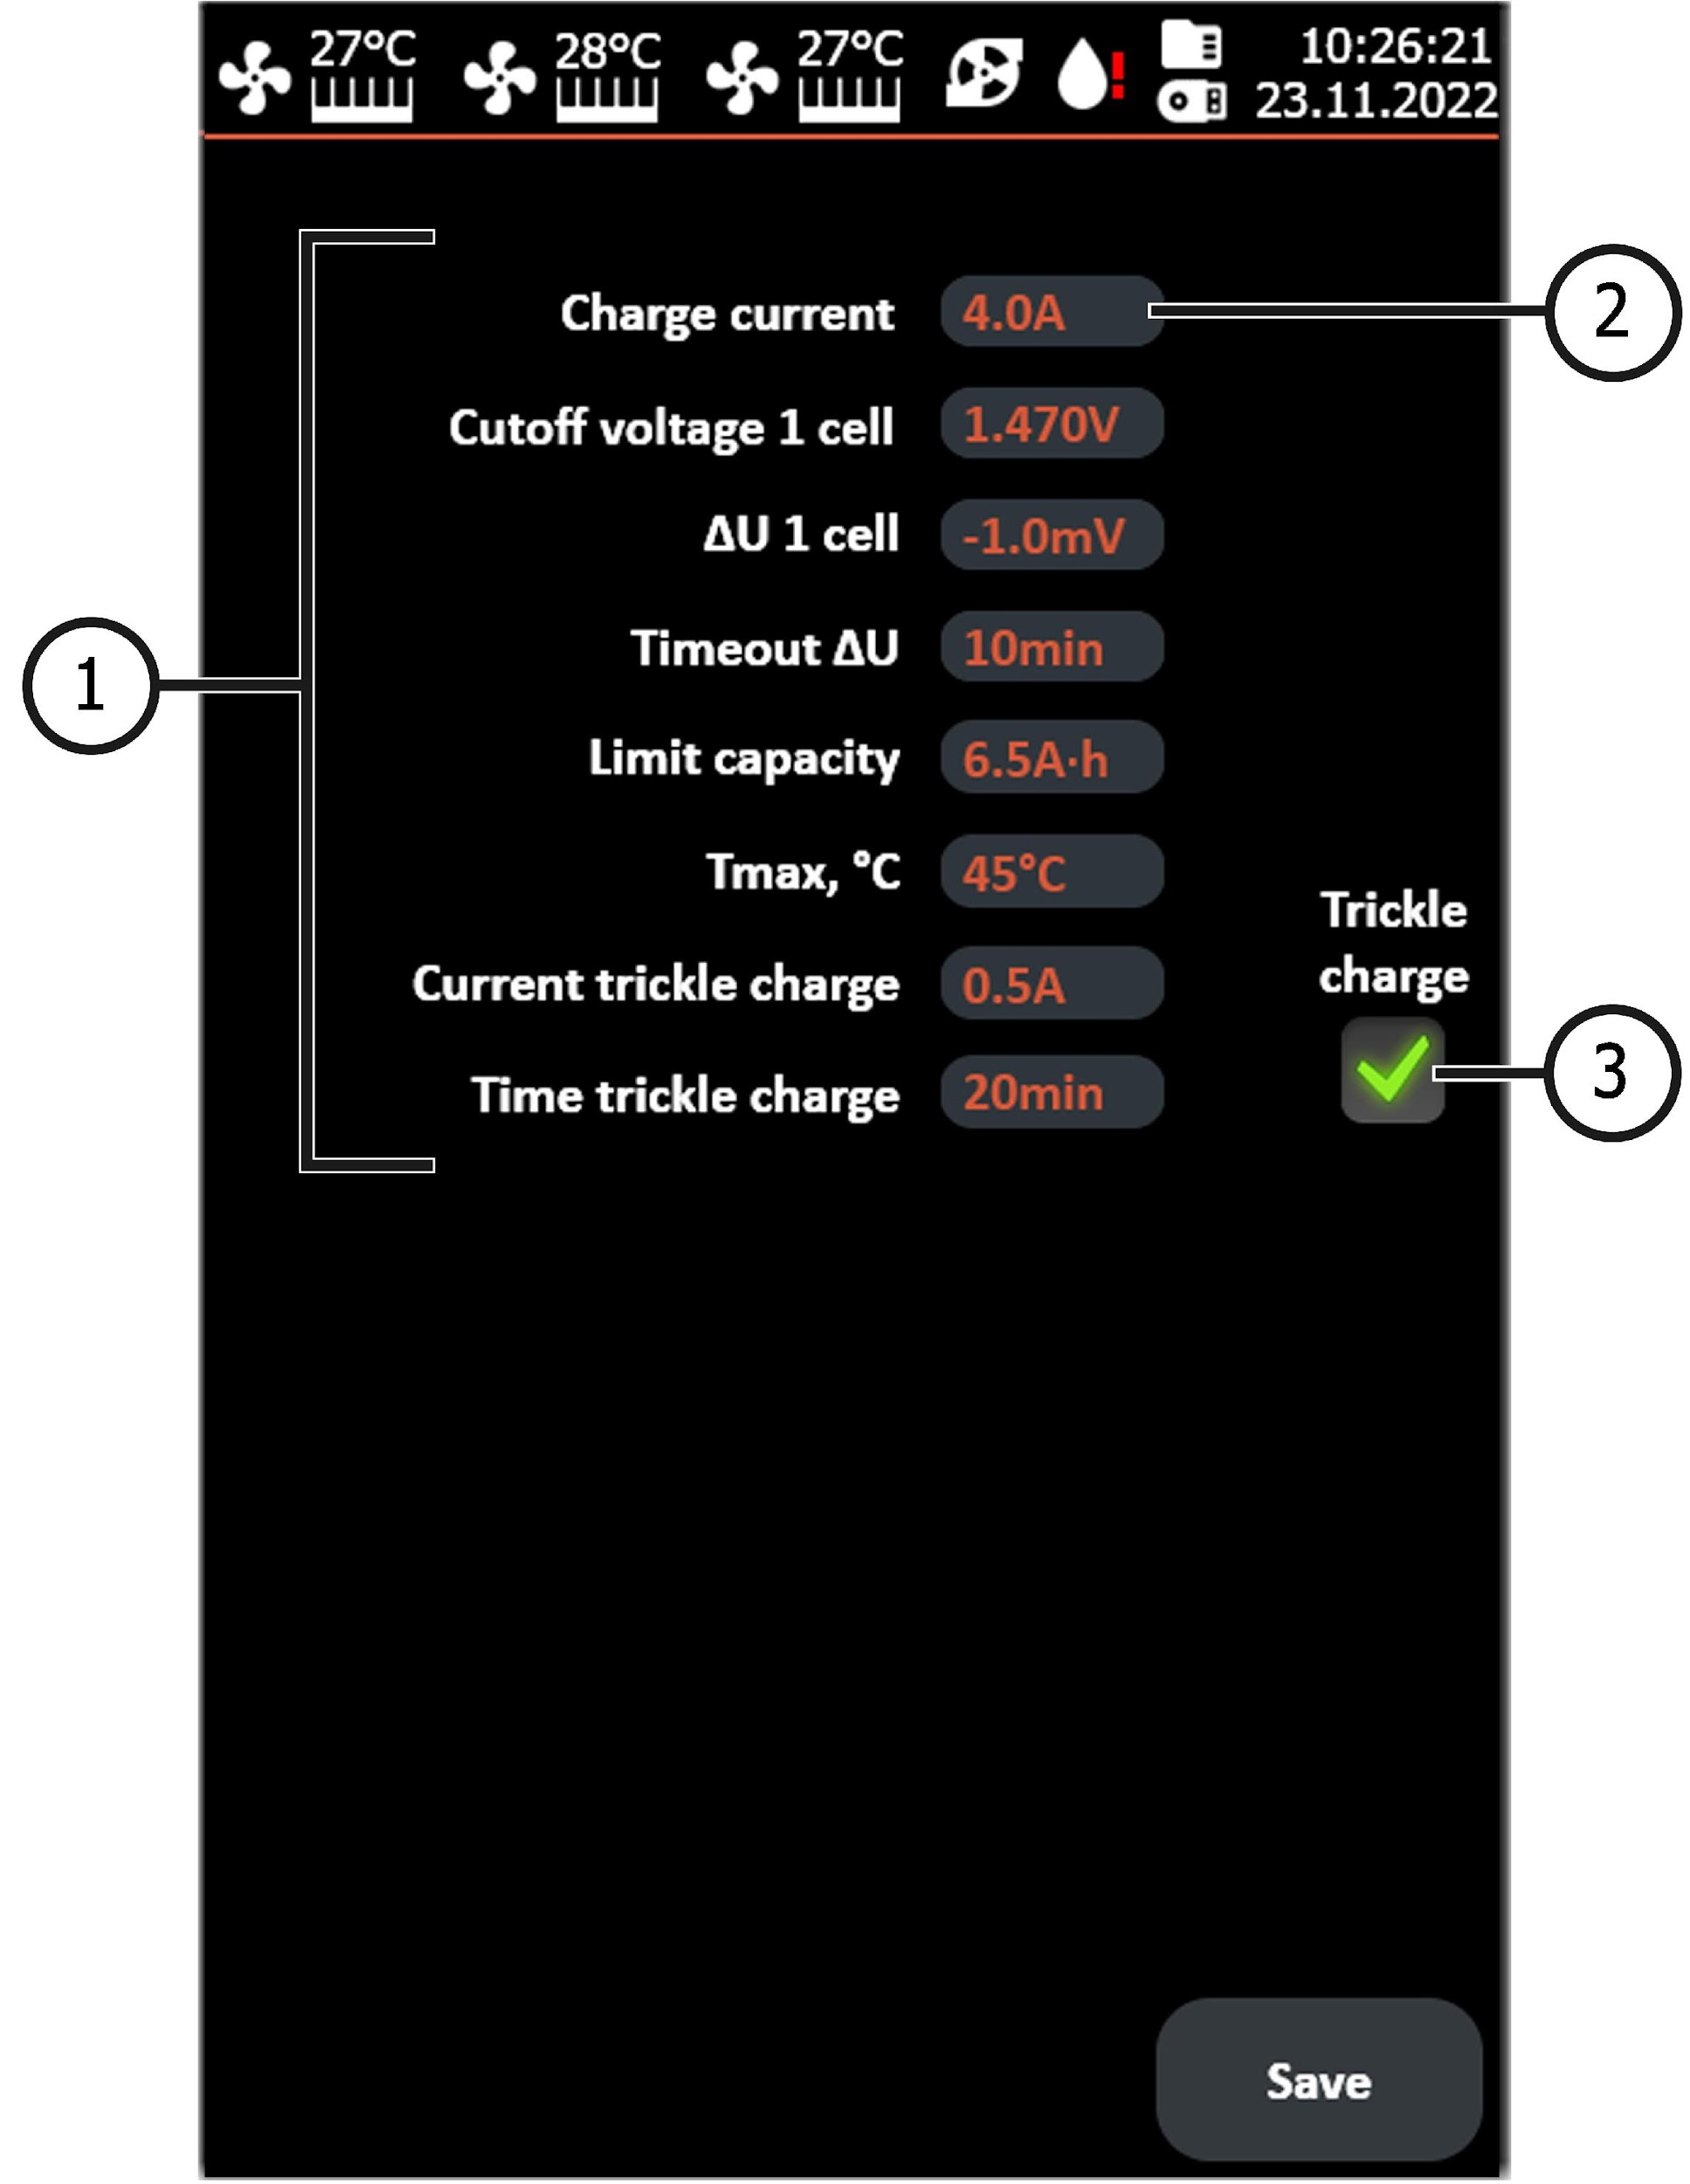 27°C 28°C 27°C 10:26:21
23.11.2022
Charge current 4.0A 2
Cutoff voltage 1 cell 1.470V
ΔU 1 cell -1.0mV
Timeout ΔU 10min
1
Limit capacity 6.5A·h
Tmax, °C 45°C
Trickle
charge
Current trickle charge 0.5A
Time trickle charge 20min
3
Save